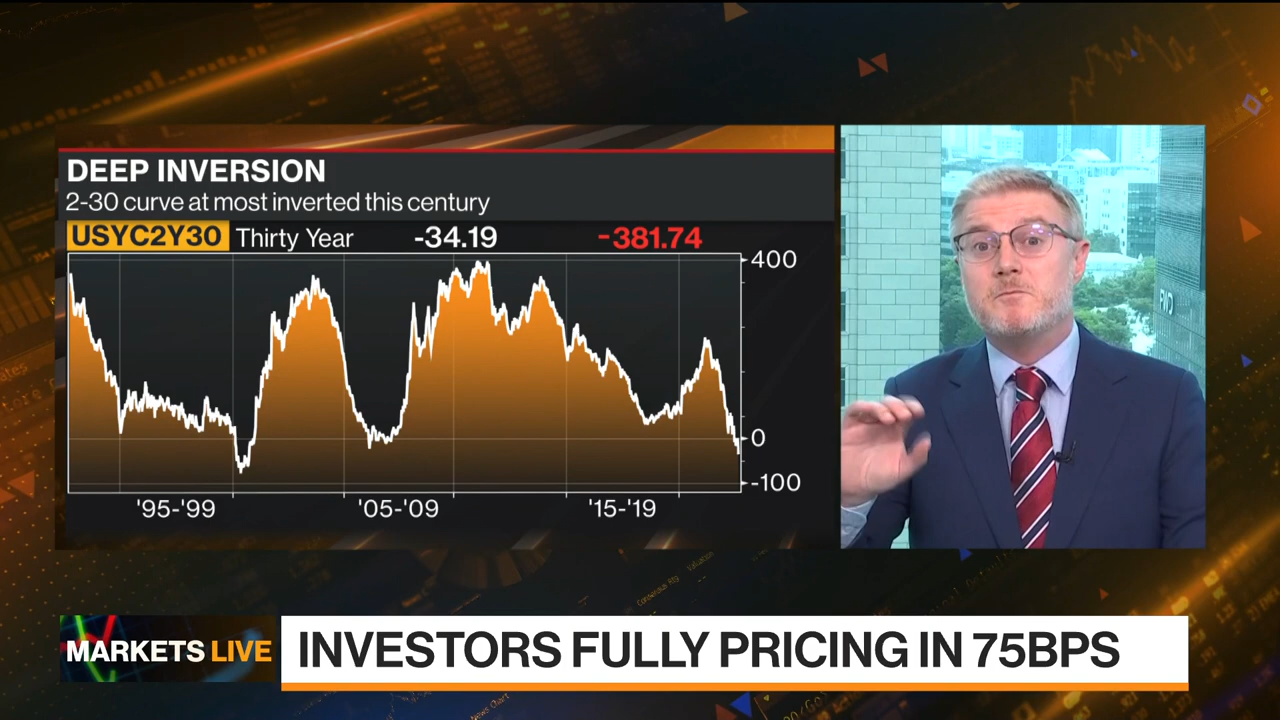 DEEP INVERSION
2-30 curve at most inverted this century
USYC2Y30 Thirty Year -34.19 -381.74
400
0
-100
'95-'99 '05-'09 '15-'19
FWD
MARKETS LIVE
INVESTORS FULLY PRICING IN 75BPS